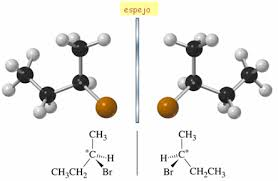 espejo
CH₃ CH₃
*C H H C*
CH₃CH₂ Br Br CH₂CH₃